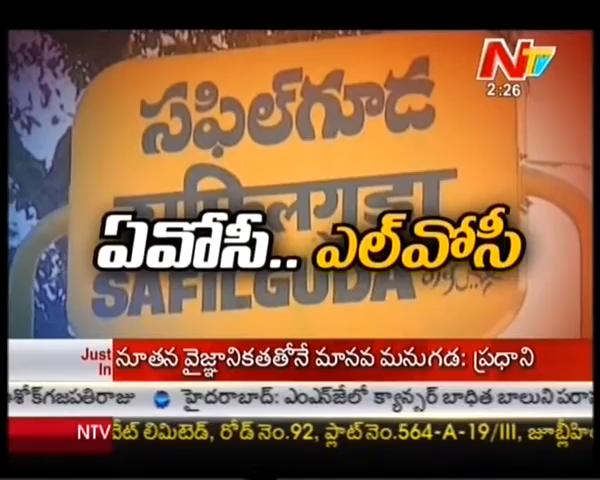 NTV
2:26
సఫిల్‌గూడ
ఏవోసీ.. ఎల్‌వోసీ
SAFILGUDA
Just In నూతన వైజ్ఞానికతతోనే మానవ మనుగడ: ప్రధాని
శోక్‌గజపతిరాజు హైదరాబాద్: ఎంఎన్‌జేలో క్యాన్సర్ బాధిత బాలుని
NTV లిమిటెడ్, రోడ్ నెం.92, ప్లాట్ నెం.564-A-19/III,